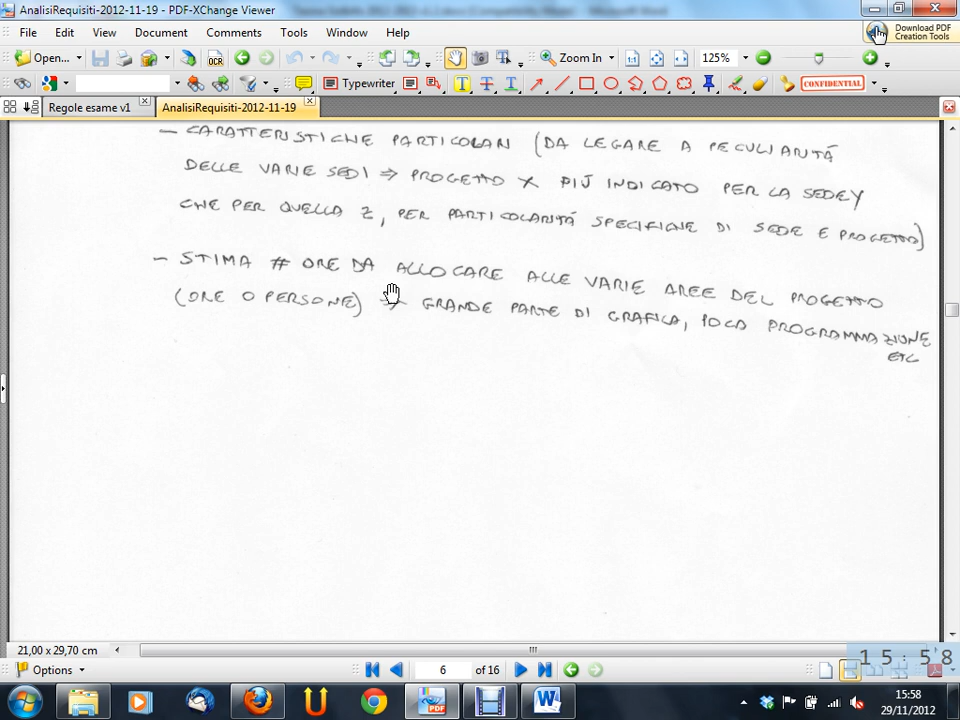 AnalisiRequisiti-2012-11-19 - PDF-XChange Viewer
File Edit View Document Comments Tools Window Help
Download PDF
Creation Tools
Open... OCR Zoom In 125%
Typewriter CONFIDENTIAL
Regole esame v1 AnalisiRequisiti-2012-11-19
- CARATTERISTICHE PARTICOLARI (DA LEGARE A PECULIARITÁ
DELLE VARIE SEDI => PROGETTO X PIÚ INDICATO PER LA SEDE Y
CHE PER QUELLA Z, PER PARTICOLARITÁ SPECIFICHE DI SEDE E PROGETTO)
- STIMA # ORE DA ALLOCARE ALLE VARIE AREE DEL PROGETTO
(ORE O PERSONE) → GRANDE PARTE DI GRAFICA, POCA PROGRAMMAZIONE
ETC
21,00 x 29,70 cm
15:58
Options 6 of 16
PDF W
15:58
29/11/2012